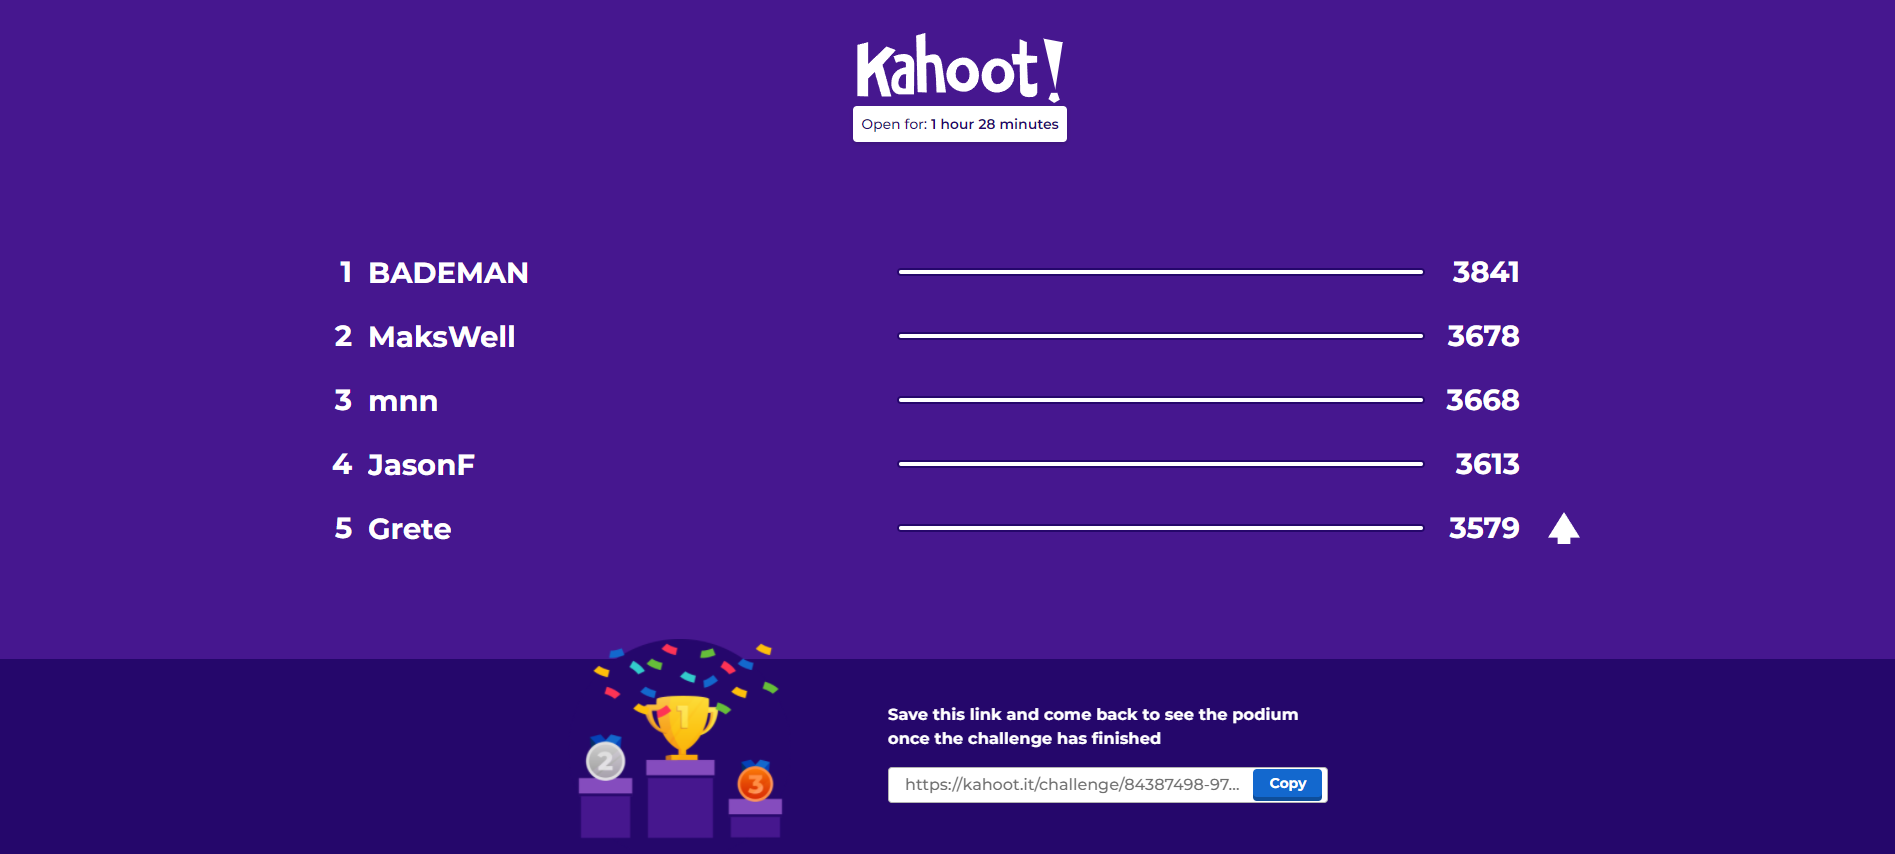 Kahoot!
Open for: 1 hour 28 minutes
1 BADEMAN 3841
2 MaksWell 3678
3 mnn 3668
4 JasonF 3613
5 Grete 3579
1
2
3
Save this link and come back to see the podium
once the challenge has finished
https://kahoot.it/challenge/84387498-97... Copy